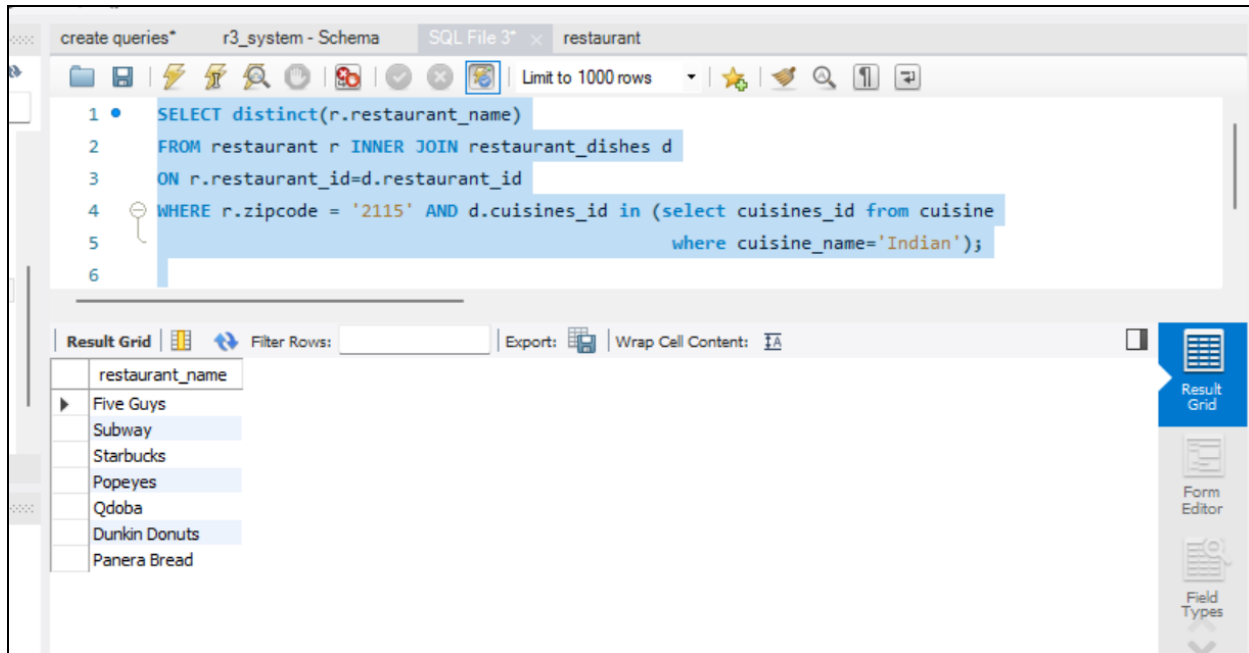 create queries* r3_system - Schema SQL File 3* × restaurant
Limit to 1000 rows
1 SELECT distinct(r.restaurant_name)
2 FROM restaurant r INNER JOIN restaurant_dishes d
3 ON r.restaurant_id=d.restaurant_id
4 WHERE r.zipcode = '2115' AND d.cuisines_id in (select cuisines_id from cuisine
5 where cuisine_name='Indian');
6
Result Grid Filter Rows: Export: Wrap Cell Content: IA
restaurant_name
Five Guys
Subway
Starbucks
Popeyes
Qdoba
Dunkin Donuts
Panera Bread
Result
Grid
Form
Editor
Field
Types